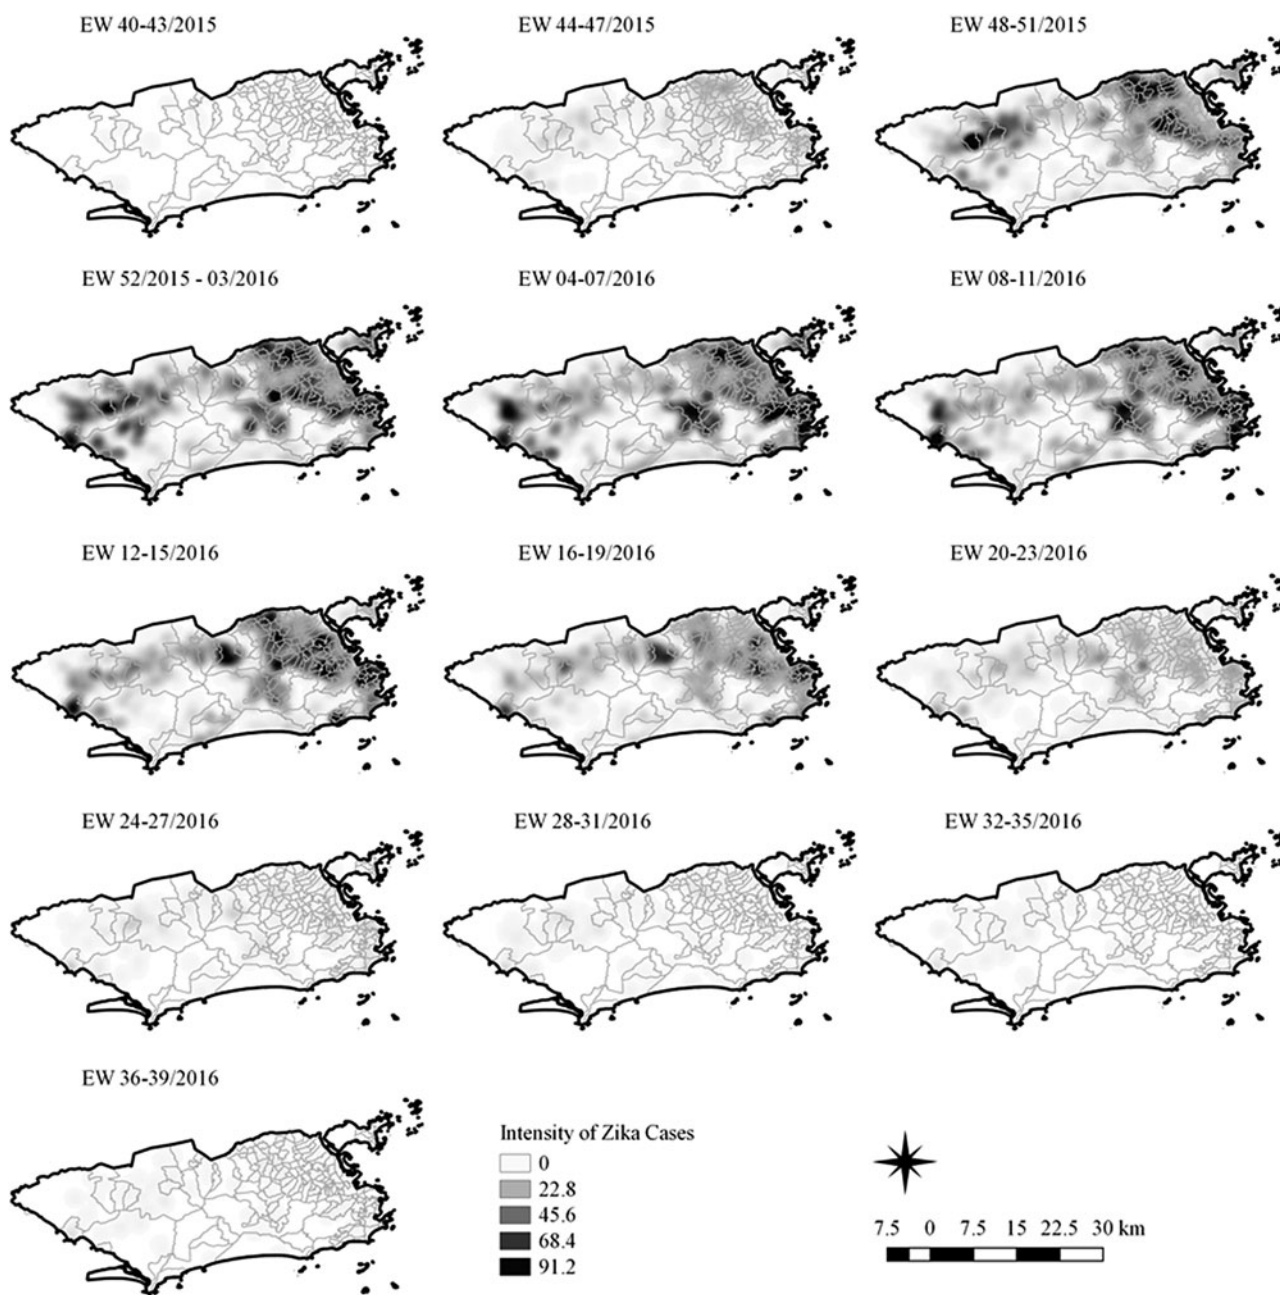 EW 40-43/2015
EW 44-47/2015
EW 48-51/2015
EW 52/2015 - 03/2016
EW 04-07/2016
EW 08-11/2016
EW 12-15/2016
EW 16-19/2016
EW 20-23/2016
EW 24-27/2016
EW 28-31/2016
EW 32-35/2016
EW 36-39/2016
Intensity of Zika Cases
0
22.8
45.6
68.4
91.2
7.5 0 7.5 15 22.5 30 km